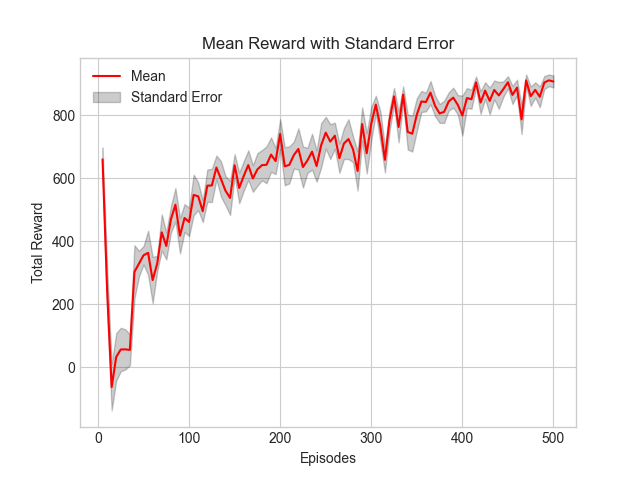 Mean Reward with Standard Error
Mean
Standard Error
Total Reward
800
600
400
200
0
0 100 200 300 400 500
Episodes